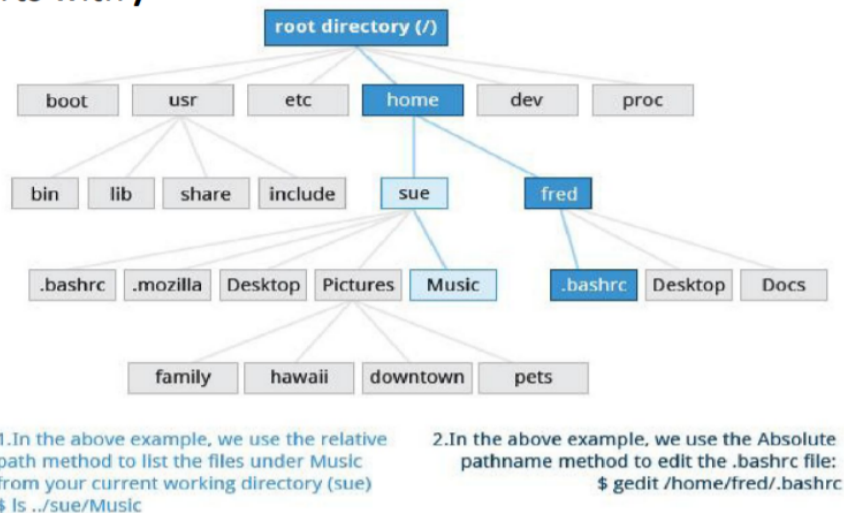 root directory (/)
boot usr etc home dev proc
bin lib share include sue fred
.bashrc .mozilla Desktop Pictures Music .bashrc Desktop Docs
family hawaii downtown pets
1.In the above example, we use the relative
path method to list the files under Music
from your current working directory (sue)
$ ls ../sue/Music
2.In the above example, we use the Absolute
pathname method to edit the .bashrc file:
$ gedit /home/fred/.bashrc